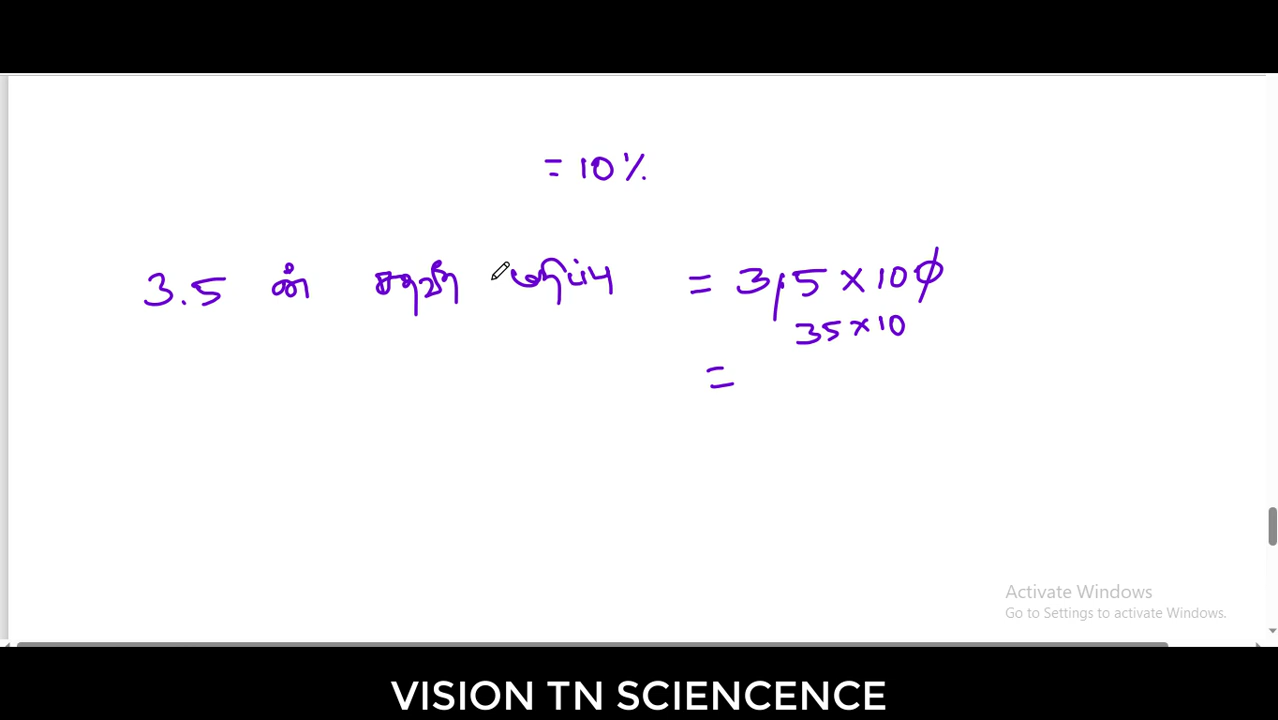 = 10%
3.5 ன் சதவீத மதிப்பு = 3.5 x 100
35 x 10
=
Activate Windows
Go to Settings to activate Windows.
VISION TN SCIENCENCE